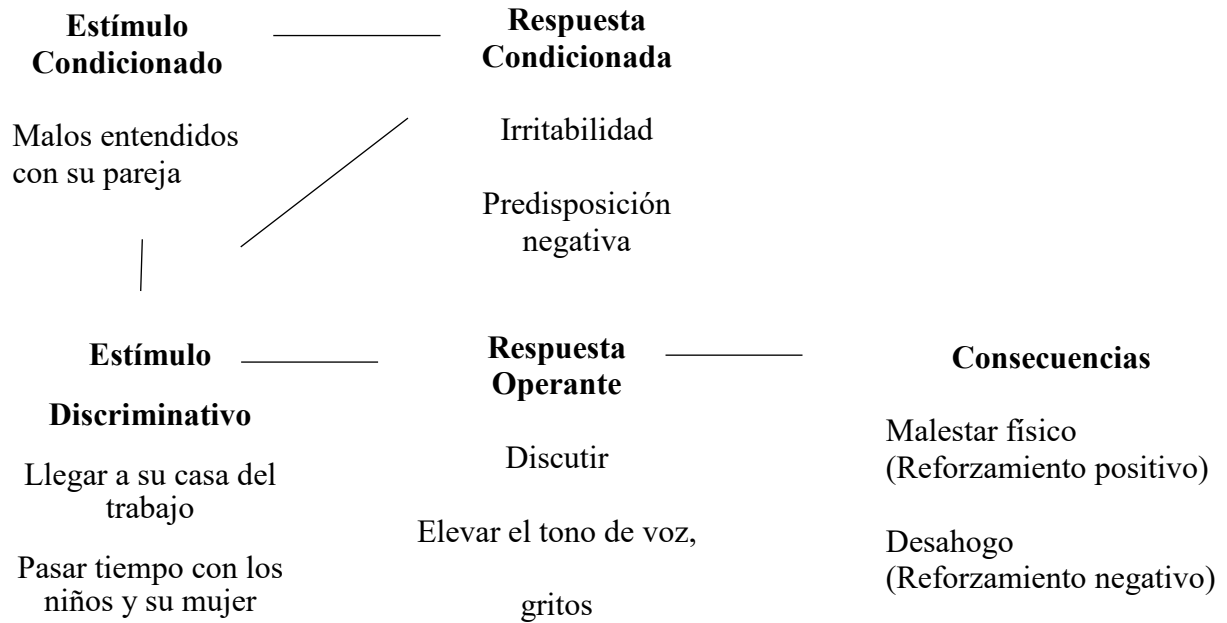 Estímulo
Condicionado
Malos entendidos
con su pareja
Respuesta
Condicionada
Irritabilidad
Predisposición
negativa
Estímulo
Discriminativo
Llegar a su casa del
trabajo
Pasar tiempo con los
niños y su mujer
Respuesta
Operante
Discutir
Elevar el tono de voz,
gritos
Consecuencias
Malestar físico
(Reforzamiento positivo)
Desahogo
(Reforzamiento negativo)